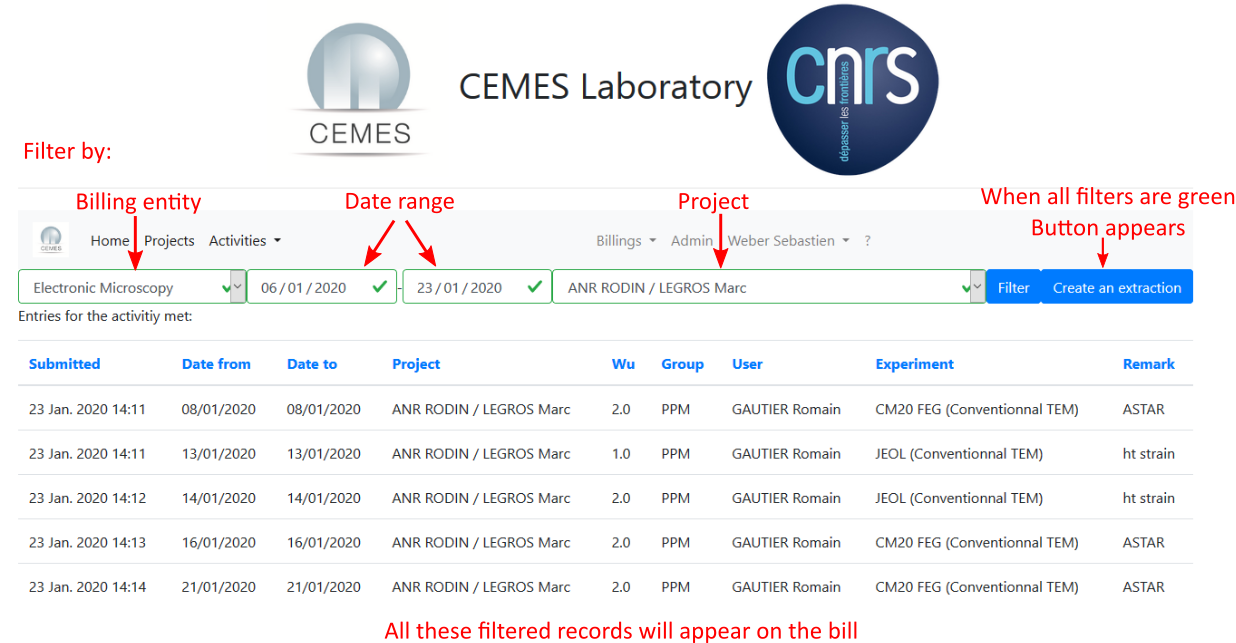 CEMES
CEMES Laboratory
cnrs
dépasser les frontières
Filter by:
Billing entity
Date range
Project
When all filters are green
Button appears
CEMES
Home Projects Activities
Billings Admin Weber Sebastien ?
Electronic Microscopy 06/01/2020 - 23/01/2020 ANR RODIN / LEGROS Marc Filter Create an extraction
Entries for the activitiy met:
Submitted Date from Date to Project Wu Group User Experiment Remark
23 Jan. 2020 14:11 08/01/2020 08/01/2020 ANR RODIN / LEGROS Marc 2.0 PPM GAUTIER Romain CM20 FEG (Conventionnal TEM) ASTAR
23 Jan. 2020 14:11 13/01/2020 13/01/2020 ANR RODIN / LEGROS Marc 1.0 PPM GAUTIER Romain JEOL (Conventionnal TEM) ht strain
23 Jan. 2020 14:12 14/01/2020 14/01/2020 ANR RODIN / LEGROS Marc 2.0 PPM GAUTIER Romain JEOL (Conventionnal TEM) ht strain
23 Jan. 2020 14:13 16/01/2020 16/01/2020 ANR RODIN / LEGROS Marc 2.0 PPM GAUTIER Romain CM20 FEG (Conventionnal TEM) ASTAR
23 Jan. 2020 14:14 21/01/2020 21/01/2020 ANR RODIN / LEGROS Marc 2.0 PPM GAUTIER Romain CM20 FEG (Conventionnal TEM) ASTAR
All these filtered records will appear on the bill